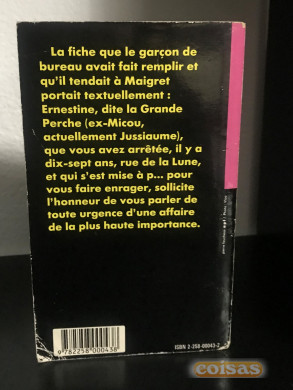 La fiche que le garçon de
bureau avait fait remplir et
qu'il tendait à Maigret
portait textuellement :
Ernestine, dite la Grande
Perche (ex-Micou,
actuellement Jussiaume),
que vous avez arrêtée, il y a
dix-sept ans, rue de la Lune,
et qui s'est mise à p... pour
vous faire enrager, sollicite
l'honneur de vous parler de
toute urgence d'une affaire
de la plus haute importance.
9 782258 000438
ISBN 2-258-00043-2
coisas